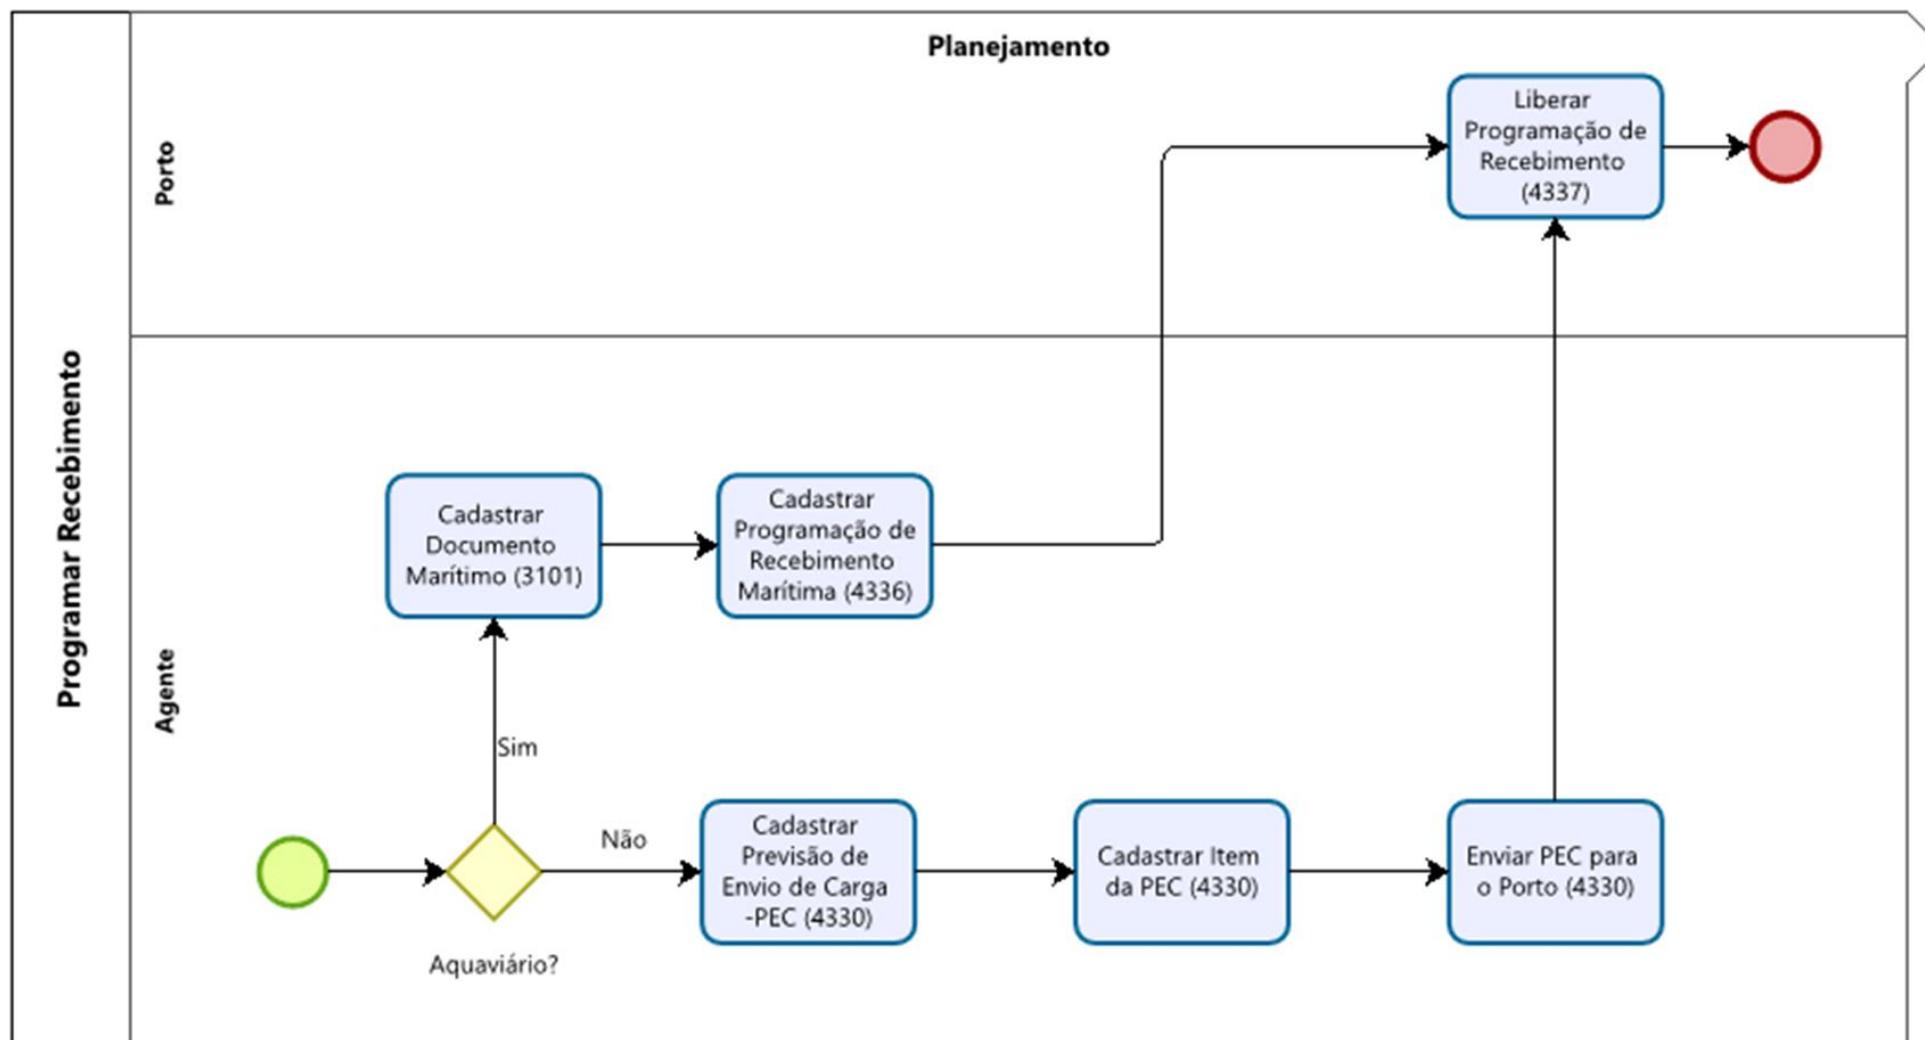 Planejamento
Programar Recebimento
Porto
Liberar
Programação de
Recebimento
(4337)
Agente
Cadastrar
Documento
Marítimo (3101)
Cadastrar
Programação de
Recebimento
Marítima (4336)
Sim
Não
Aquaviário?
Cadastrar
Previsão de
Envio de Carga
-PEC (4330)
Cadastrar Item
da PEC (4330)
Enviar PEC para
o Porto (4330)